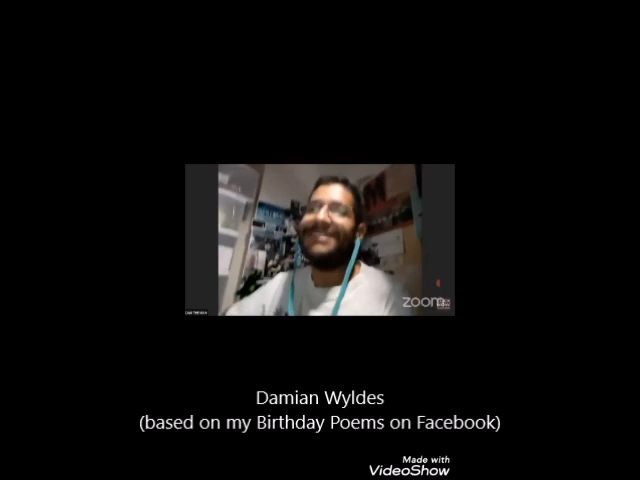 zoom
Damian Wyldes
(based on my Birthday Poems on Facebook)
Made with
VideoShow